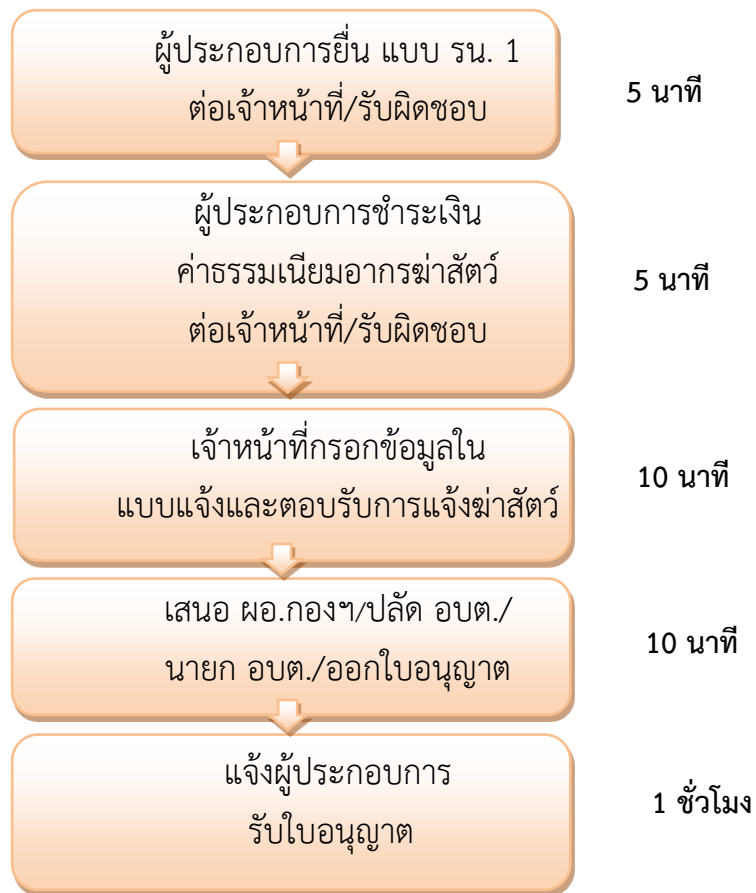 ผู้ประกอบการยื่น แบบ รน. 1
ต่อเจ้าหน้าที่/รับผิดชอบ
5 นาที
ผู้ประกอบการชำระเงิน
ค่าธรรมเนียมอากรฆ่าสัตว์
ต่อเจ้าหน้าที่/รับผิดชอบ
5 นาที
เจ้าหน้าที่กรอกข้อมูลใน
แบบแจ้งและตอบรับการแจ้งฆ่าสัตว์
10 นาที
เสนอ ผอ.กองฯ/ปลัด อบต./
นายก อบต./ออกใบอนุญาต
10 นาที
แจ้งผู้ประกอบการ
รับใบอนุญาต
1 ชั่วโมง